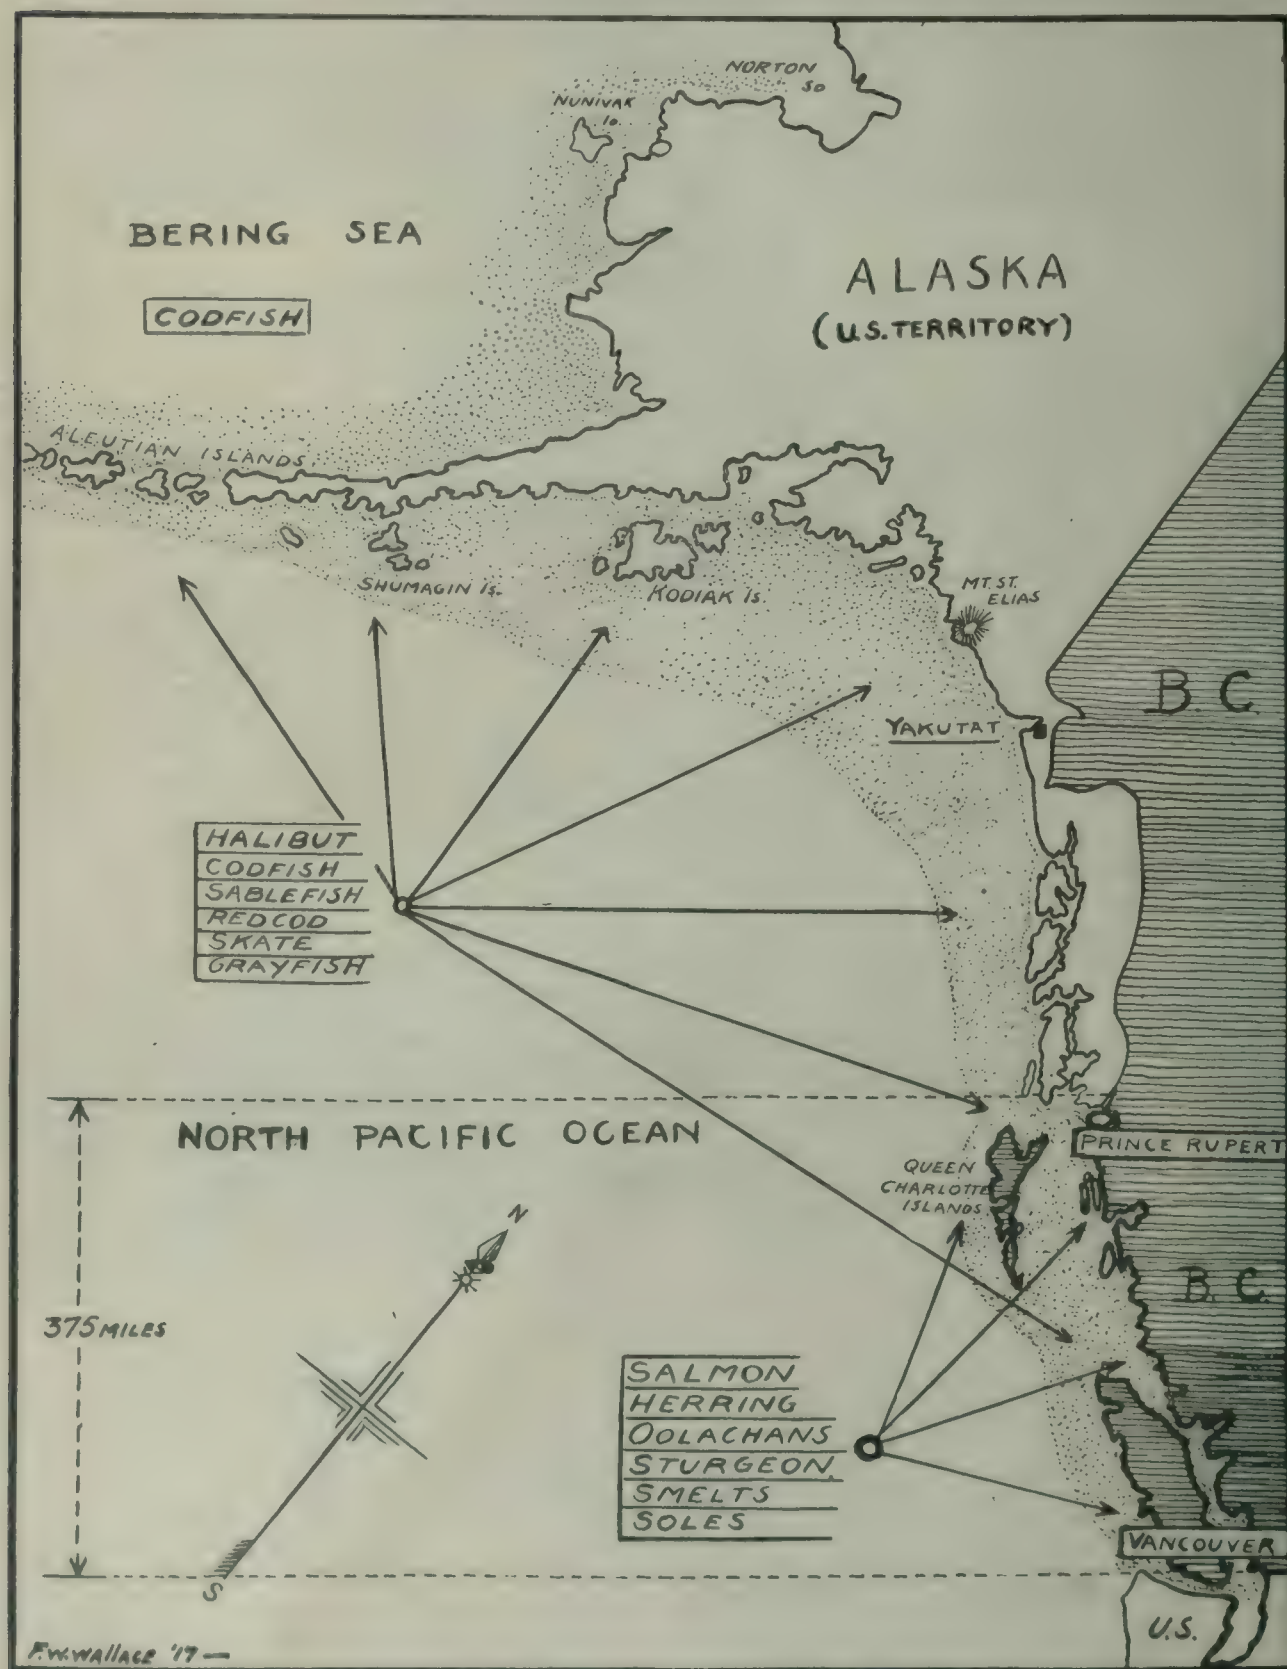 NORTON
SD
NUNIVAK
Is.
BERING SEA
CODFISH
ALASKA
(U.S. TERRITORY)
ALEUTIAN ISLANDS
SHUMAGIN Is.
KODIAK Is.
MT. ST.
ELIAS
B.C.
YAKUTAT
HALIBUT
CODFISH
SABLEFISH
REDCOD
SKATE
GRAYFISH
NORTH PACIFIC OCEAN
PRINCE RUPERT
QUEEN
CHARLOTTE
ISLANDS
N
B.C.
375 MILES
SALMON
HERRING
OOLACHANS
STURGEON
SMELTS
SOLES
VANCOUVER
S
U.S.
F.W. WALLACE '17 —